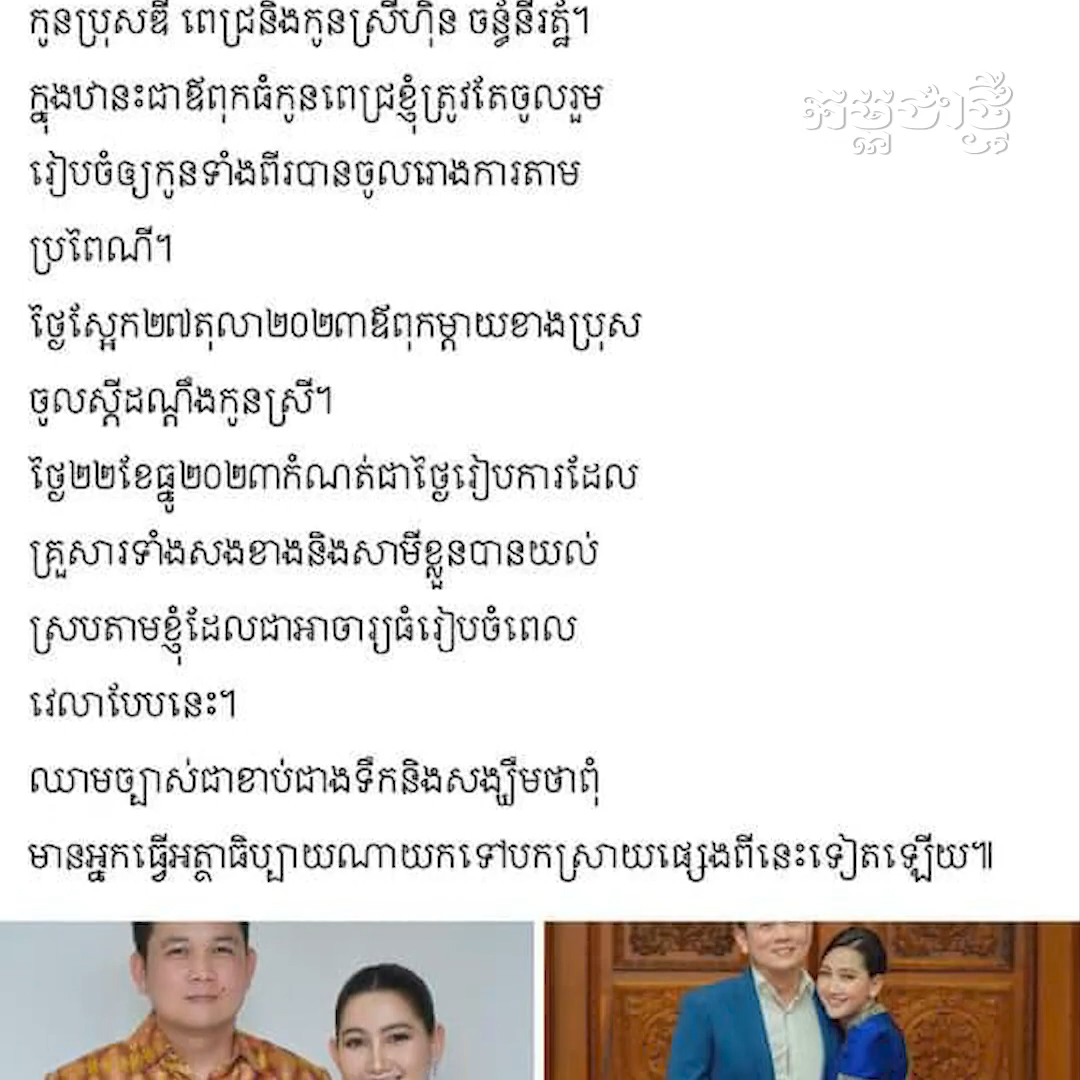 កូនប្រុសឌី ពេជ្រនិងកូនស្រីហ៊ិន ចន្ធ័នីរត្ន័។
ក្នុងឋានះជាឪពុកធំកូនពេជ្រខ្ញុំត្រូវតែចូលរួម
រៀបចំឲ្យកូនទាំងពីរបានចូលរោងការតាម
ប្រពៃណី។
ថ្ងៃស្អែក២៧តុលា២០២៣ឪពុកម្ដាយខាងប្រុស
ចូលស្ដីដណ្ដឹងកូនស្រី។
ថ្ងៃ២២ខែធ្នូ២០២៣កំណត់ជាថ្ងៃរៀបការដែល
គ្រួសារទាំងសងខាងនិងសាមីខ្លួនបានយល់
ស្របតាមខ្ញុំដែលជាអាចារ្យធំរៀបចំពេល
វេលាបែបនេះ។
ឈាមច្បាស់ជាខាប់ជាងទឹកនិងសង្ឃឹមថាពុំ
មានអ្នកធ្វើអត្ថាធិប្បាយណាយកទៅបកស្រាយផ្សេងពីនេះទៀតឡើយ៕